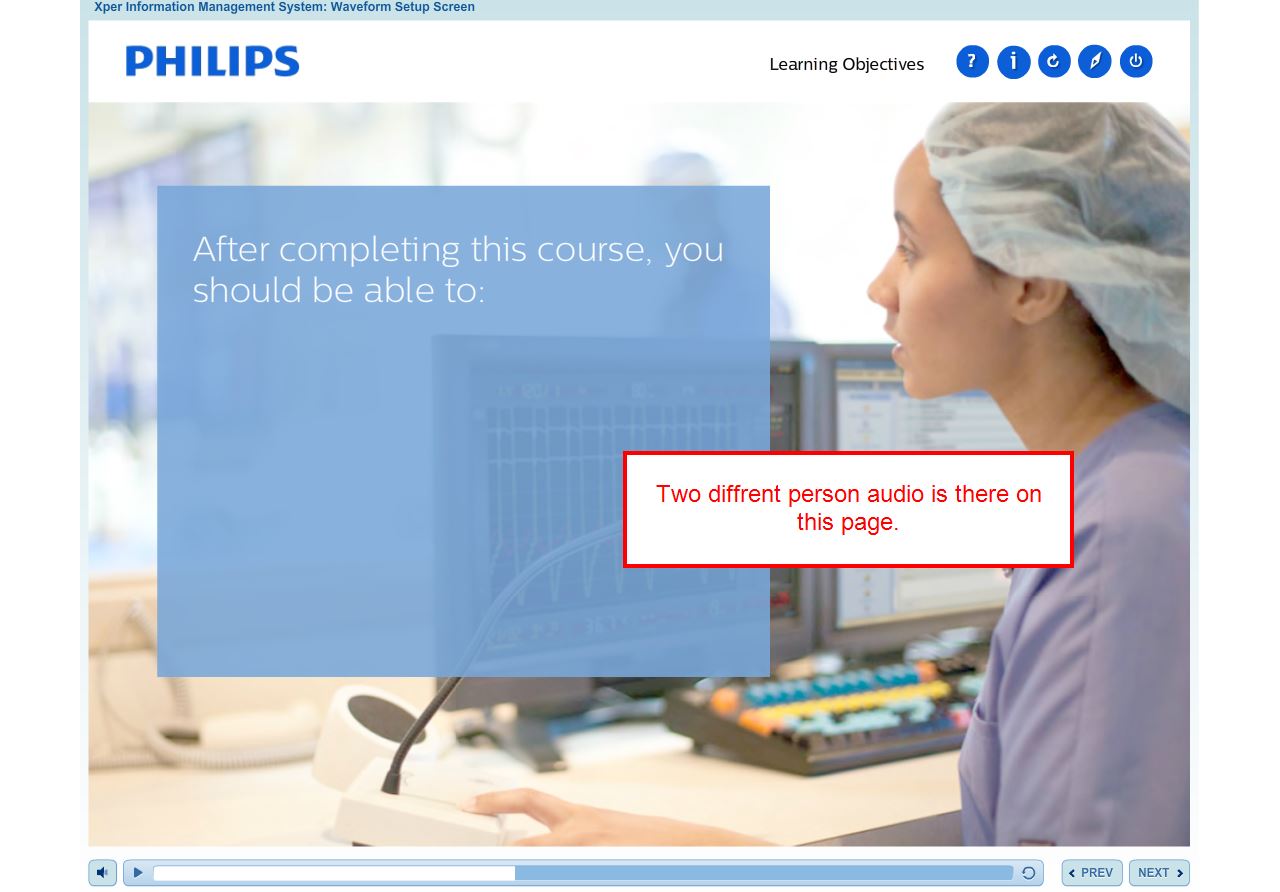 Xper Information Management System: Waveform Setup Screen
PHILIPS
Learning Objectives
After completing this course, you
should be able to:
Two diffrent person audio is there on
this page.
PREV
NEXT